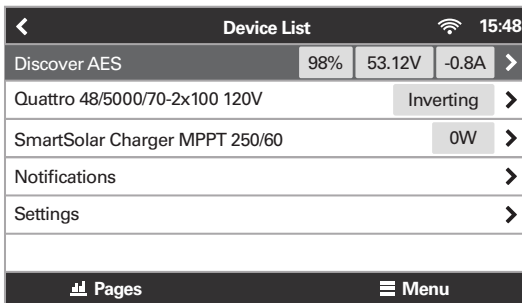 Device List 15:48
Discover AES 98% 53.12V -0.8A
Quattro 48/5000/70-2x100 120V Inverting
SmartSolar Charger MPPT 250/60 0W
Notifications
Settings
Pages Menu